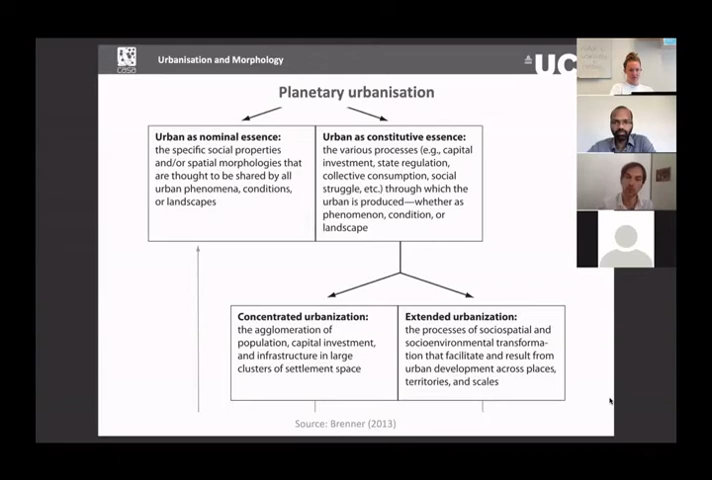 casa
Urbanisation and Morphology
UC
Planetary urbanisation
Urban as nominal essence:
the specific social properties
and/or spatial morphologies that
are thought to be shared by all
urban phenomena, conditions,
or landscapes
Urban as constitutive essence:
the various processes (e.g., capital
investment, state regulation,
collective consumption, social
struggle, etc.) through which the
urban is produced—whether as
phenomenon, condition, or
landscape
Concentrated urbanization:
the agglomeration of
population, capital investment,
and infrastructure in large
clusters of settlement space
Extended urbanization:
the processes of sociospatial and
socioenvironmental transforma-
tion that facilitate and result from
urban development across places,
territories, and scales
Source: Brenner (2013)